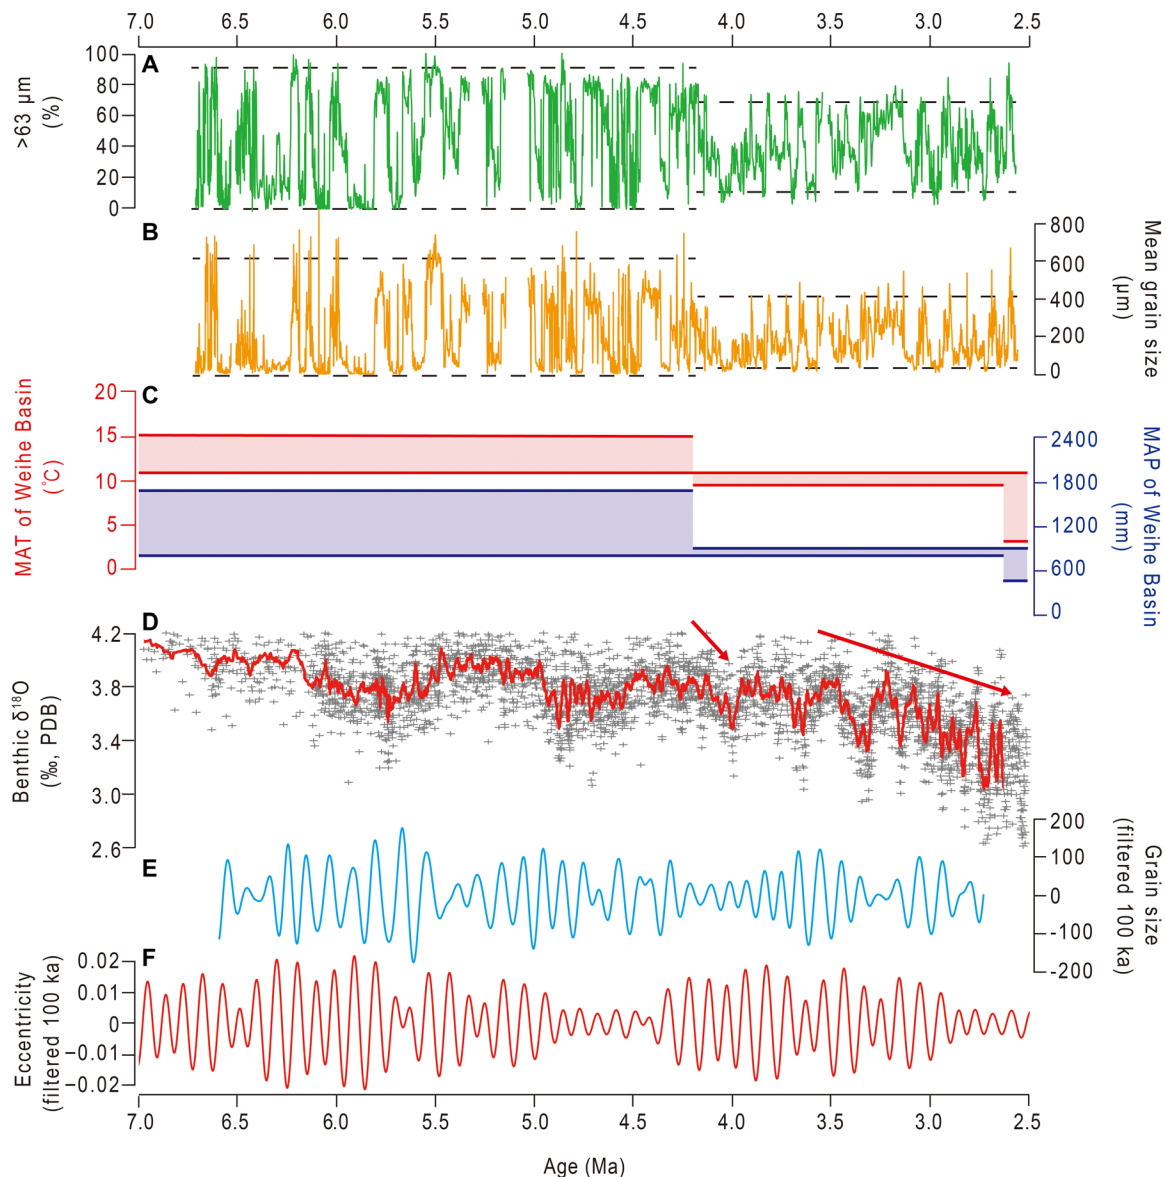 7.0 6.5 6.0 5.5 5.0 4.5 4.0 3.5 3.0 2.5
A
>63 µm
(%)
100
80
60
40
20
0
B
800
600
400
200
0
Mean grain size
(µm)
C
MAT of Weihe Basin
(°C)
20
15
10
5
0
2400
1800
1200
600
0
MAP of Weihe Basin
(mm)
D
Benthic δ¹⁸O
(‰, PDB)
4.2
3.8
3.4
3.0
2.6
E
200
100
0
-100
-200
Grain size
(filtered 100 ka)
F
Eccentricity
(filtered 100 ka)
0.02
0.01
0
−0.01
−0.02
7.0 6.5 6.0 5.5 5.0 4.5 4.0 3.5 3.0 2.5
Age (Ma)